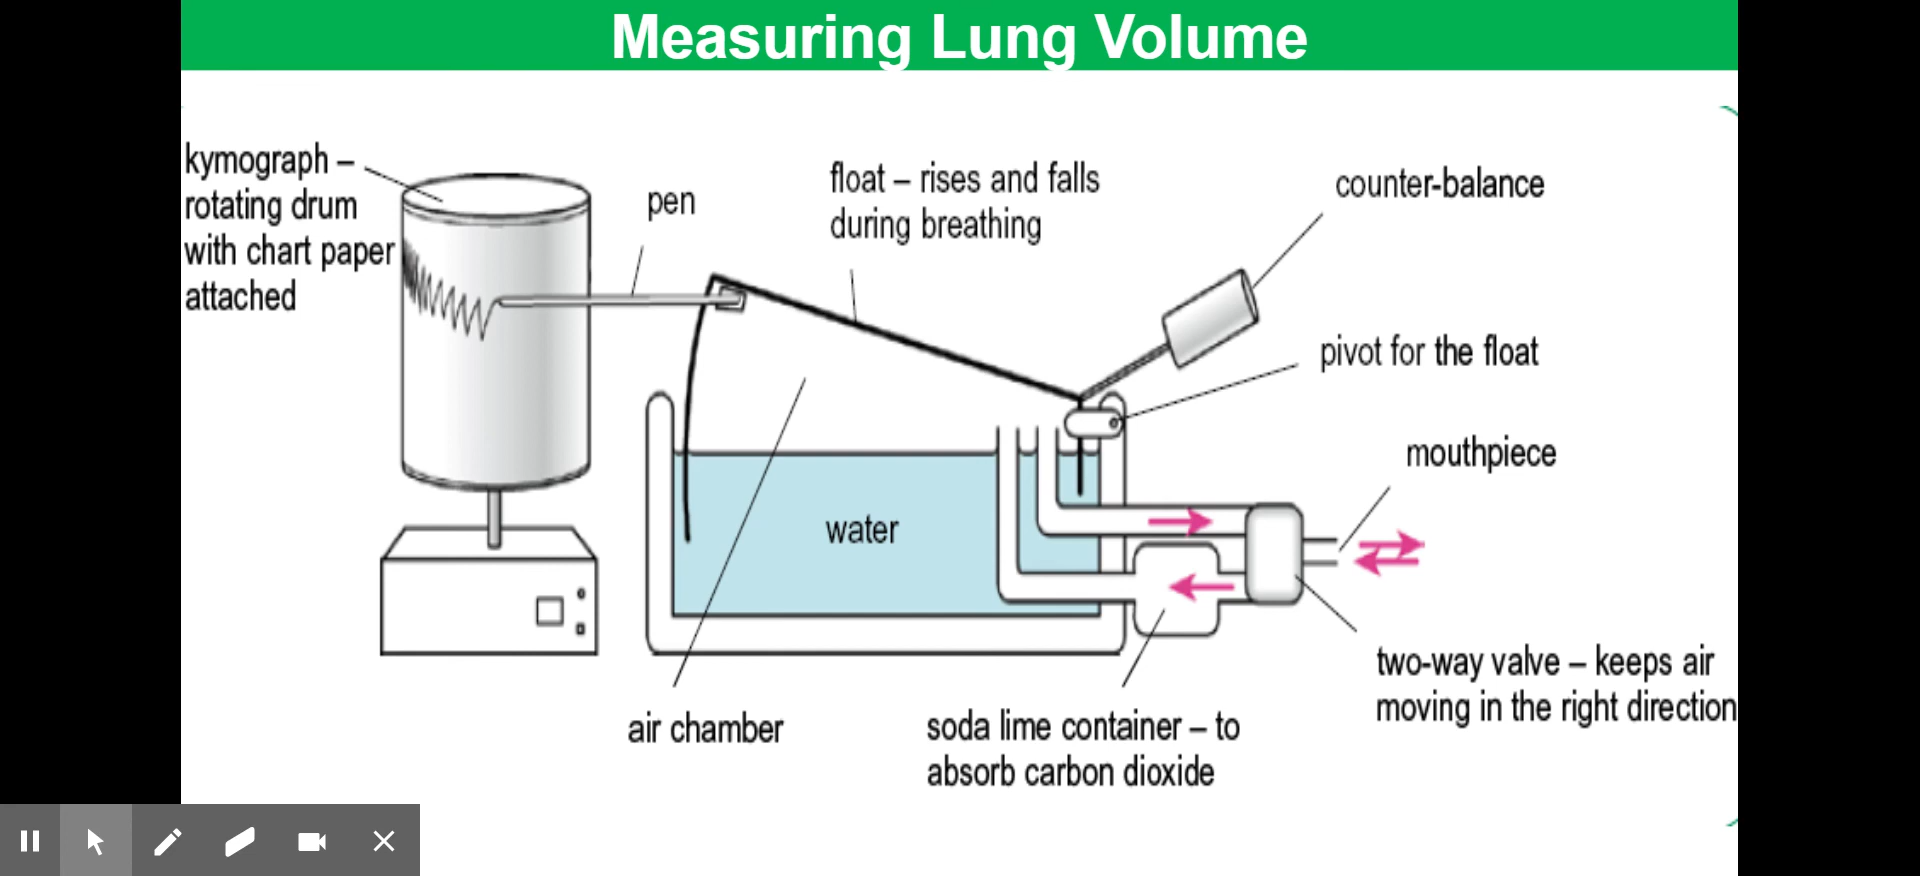 Measuring Lung Volume
kymograph –
rotating drum
with chart paper
attached
pen
float – rises and falls
during breathing
counter-balance
pivot for the float
mouthpiece
water
two-way valve – keeps air
moving in the right direction
air chamber
soda lime container – to
absorb carbon dioxide